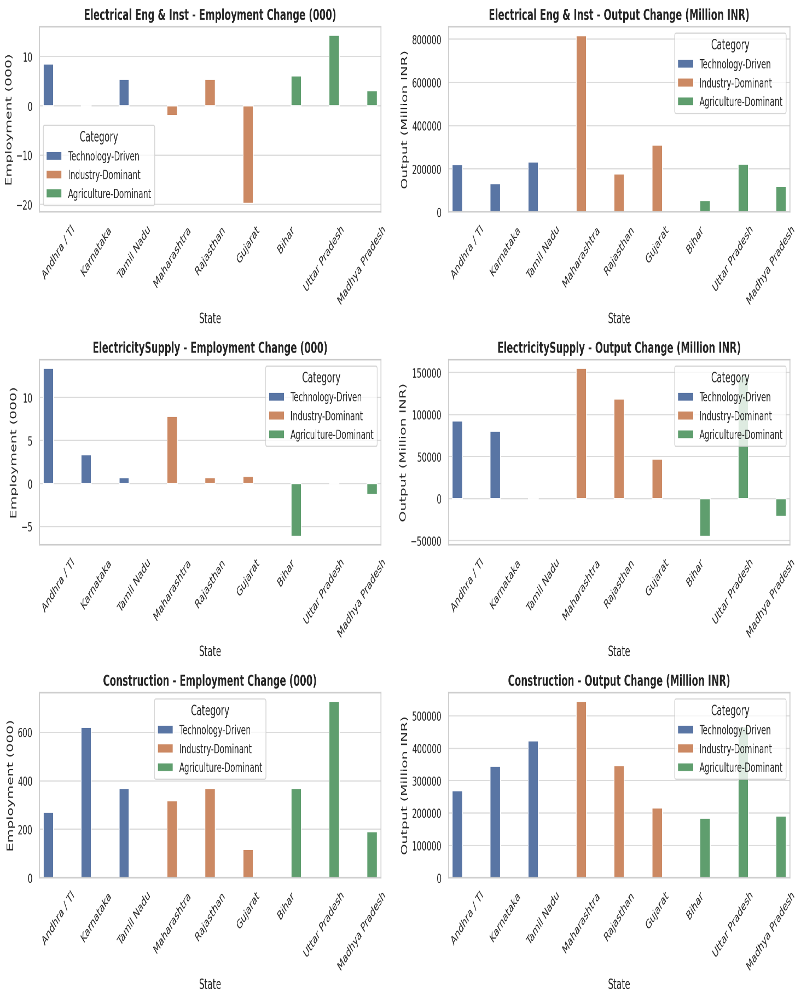 Electrical Eng & Inst - Employment Change (000)
Employment (000)
10
0
−10
−20
Category
Technology-Driven
Industry-Dominant
Agriculture-Dominant
Andhra / Tl
Karnataka
Tamil Nadu
Maharashtra
Rajasthan
Gujarat
Bihar
Uttar Pradesh
Madhya Pradesh
State
Electrical Eng & Inst - Output Change (Million INR)
Output (Million INR)
800000
600000
400000
200000
0
Category
Technology-Driven
Industry-Dominant
Agriculture-Dominant
Andhra / Tl
Karnataka
Tamil Nadu
Maharashtra
Rajasthan
Gujarat
Bihar
Uttar Pradesh
Madhya Pradesh
State
ElectricitySupply - Employment Change (000)
Employment (000)
10
5
0
−5
Category
Technology-Driven
Industry-Dominant
Agriculture-Dominant
Andhra / Tl
Karnataka
Tamil Nadu
Maharashtra
Rajasthan
Gujarat
Bihar
Uttar Pradesh
Madhya Pradesh
State
ElectricitySupply - Output Change (Million INR)
Output (Million INR)
150000
100000
50000
0
−50000
Category
Technology-Driven
Industry-Dominant
Agriculture-Dominant
Andhra / Tl
Karnataka
Tamil Nadu
Maharashtra
Rajasthan
Gujarat
Bihar
Uttar Pradesh
Madhya Pradesh
State
Construction - Employment Change (000)
Employment (000)
600
400
200
0
Category
Technology-Driven
Industry-Dominant
Agriculture-Dominant
Andhra / Tl
Karnataka
Tamil Nadu
Maharashtra
Rajasthan
Gujarat
Bihar
Uttar Pradesh
Madhya Pradesh
State
Construction - Output Change (Million INR)
Output (Million INR)
500000
400000
300000
200000
100000
0
Category
Technology-Driven
Industry-Dominant
Agriculture-Dominant
Andhra / Tl
Karnataka
Tamil Nadu
Maharashtra
Rajasthan
Gujarat
Bihar
Uttar Pradesh
Madhya Pradesh
State